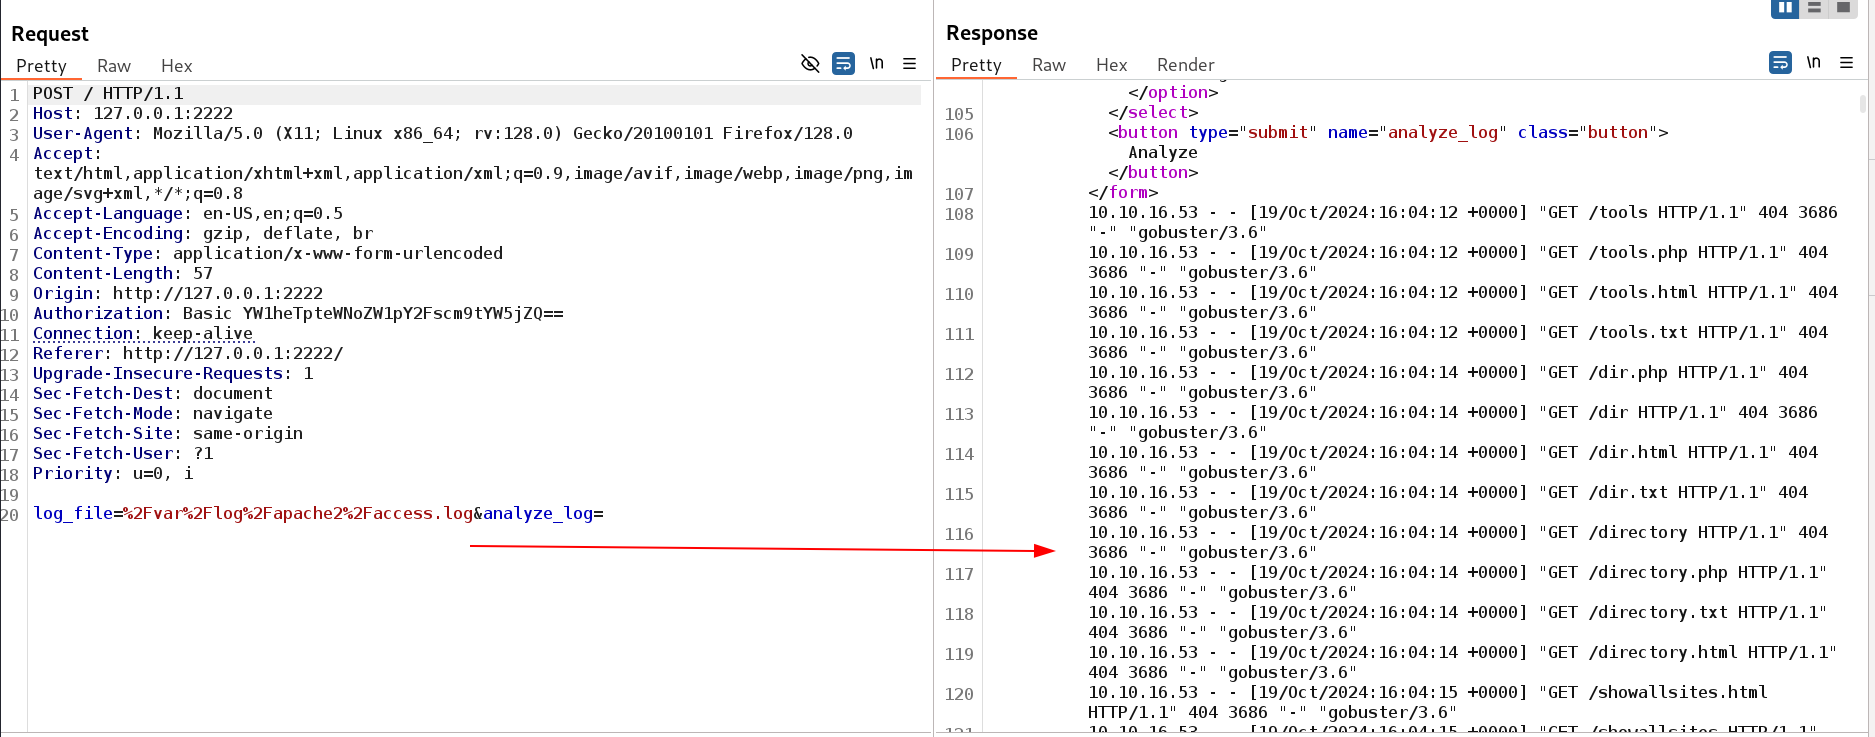 Request
Pretty Raw Hex
\n
1 POST / HTTP/1.1
2 Host: 127.0.0.1:2222
3 User-Agent: Mozilla/5.0 (X11; Linux x86_64; rv:128.0) Gecko/20100101 Firefox/128.0
4 Accept:
text/html,application/xhtml+xml,application/xml;q=0.9,image/avif,image/webp,image/png,im
age/svg+xml,*/*;q=0.8
5 Accept-Language: en-US,en;q=0.5
6 Accept-Encoding: gzip, deflate, br
7 Content-Type: application/x-www-form-urlencoded
8 Content-Length: 57
9 Origin: http://127.0.0.1:2222
10 Authorization: Basic YW1heTpteWNoZW1pY2Fscm9tYW5jZQ==
11 Connection: keep-alive
12 Referer: http://127.0.0.1:2222/
13 Upgrade-Insecure-Requests: 1
14 Sec-Fetch-Dest: document
15 Sec-Fetch-Mode: navigate
16 Sec-Fetch-Site: same-origin
17 Sec-Fetch-User: ?1
18 Priority: u=0, i
19
20 log_file=%2Fvar%2Flog%2Fapache2%2Faccess.log&analyze_log=
Response
Pretty Raw Hex Render
\n
</option>
105 </select>
106 <button type="submit" name="analyze_log" class="button">
Analyze
</button>
107 </form>
108 10.10.16.53 - - [19/Oct/2024:16:04:12 +0000] "GET /tools HTTP/1.1" 404 3686
"-" "gobuster/3.6"
109 10.10.16.53 - - [19/Oct/2024:16:04:12 +0000] "GET /tools.php HTTP/1.1" 404
3686 "-" "gobuster/3.6"
110 10.10.16.53 - - [19/Oct/2024:16:04:12 +0000] "GET /tools.html HTTP/1.1" 404
3686 "-" "gobuster/3.6"
111 10.10.16.53 - - [19/Oct/2024:16:04:12 +0000] "GET /tools.txt HTTP/1.1" 404
3686 "-" "gobuster/3.6"
112 10.10.16.53 - - [19/Oct/2024:16:04:14 +0000] "GET /dir.php HTTP/1.1" 404
3686 "-" "gobuster/3.6"
113 10.10.16.53 - - [19/Oct/2024:16:04:14 +0000] "GET /dir HTTP/1.1" 404 3686
"-" "gobuster/3.6"
114 10.10.16.53 - - [19/Oct/2024:16:04:14 +0000] "GET /dir.html HTTP/1.1" 404
3686 "-" "gobuster/3.6"
115 10.10.16.53 - - [19/Oct/2024:16:04:14 +0000] "GET /dir.txt HTTP/1.1" 404
3686 "-" "gobuster/3.6"
116 10.10.16.53 - - [19/Oct/2024:16:04:14 +0000] "GET /directory HTTP/1.1" 404
3686 "-" "gobuster/3.6"
117 10.10.16.53 - - [19/Oct/2024:16:04:14 +0000] "GET /directory.php HTTP/1.1"
404 3686 "-" "gobuster/3.6"
118 10.10.16.53 - - [19/Oct/2024:16:04:14 +0000] "GET /directory.txt HTTP/1.1"
404 3686 "-" "gobuster/3.6"
119 10.10.16.53 - - [19/Oct/2024:16:04:14 +0000] "GET /directory.html HTTP/1.1"
404 3686 "-" "gobuster/3.6"
120 10.10.16.53 - - [19/Oct/2024:16:04:15 +0000] "GET /showallsites.html
HTTP/1.1" 404 3686 "-" "gobuster/3.6"
121 10.10.16.53 - - [19/Oct/2024:16:04:15 +0000] "GET /showallsites HTTP/1.1"